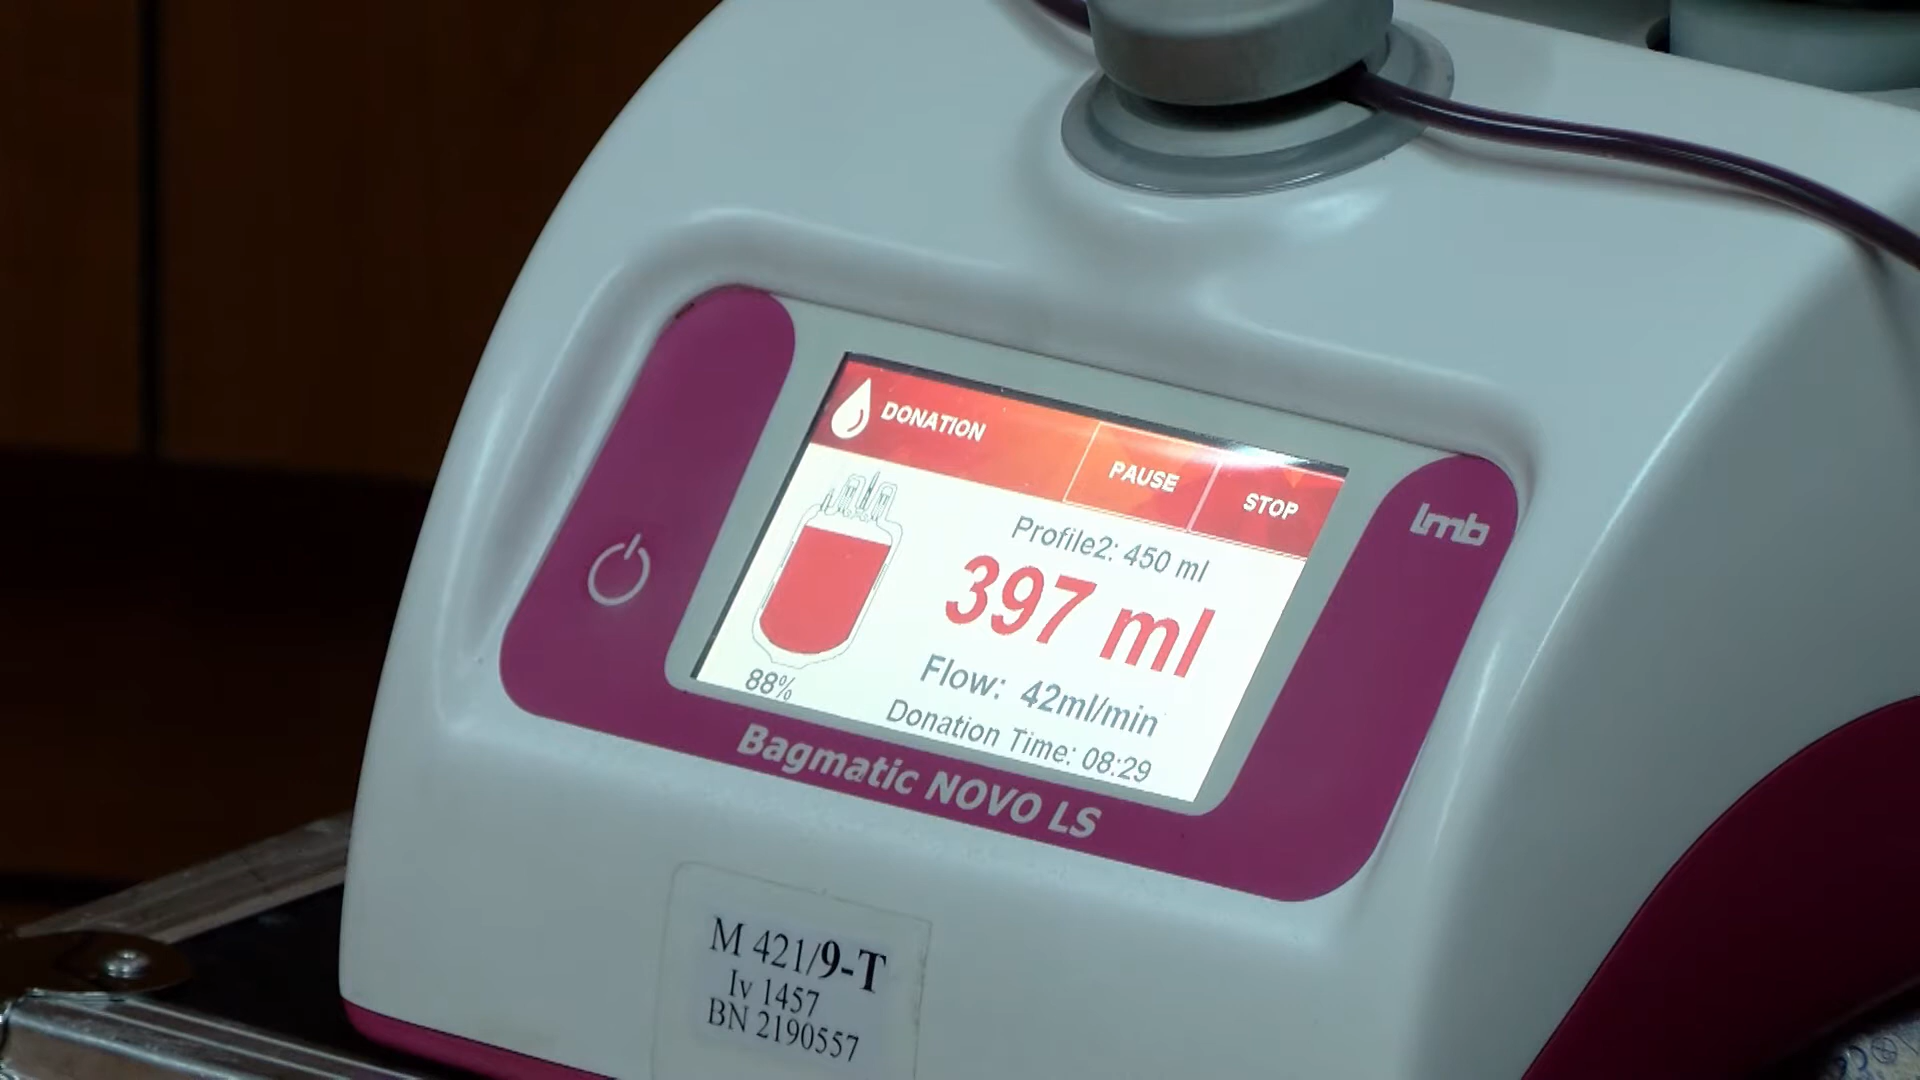 DONATION
PAUSE
STOP
Profile2: 450 ml
397 ml
88%
Flow: 42ml/min
Donation Time: 08:29
lmb
Bagmatic NOVO LS
M 421/9-T
Iv 1457
BN 2190557